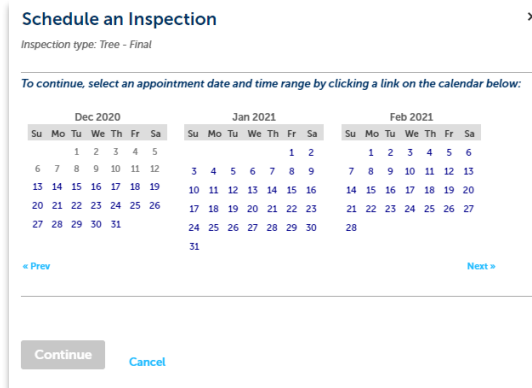 Schedule an Inspection
Inspection type: Tree - Final
To continue, select an appointment date and time range by clicking a link on the calendar below:
Dec 2020 Jan 2021 Feb 2021
Su Mo Tu We Th Fr Sa Su Mo Tu We Th Fr Sa Su Mo Tu We Th Fr Sa
1 2 3 4 5 1 2 1 2 3 4 5 6
6 7 8 9 10 11 12 3 4 5 6 7 8 9 7 8 9 10 11 12 13
13 14 15 16 17 18 19 10 11 12 13 14 15 16 14 15 16 17 18 19 20
20 21 22 23 24 25 26 17 18 19 20 21 22 23 21 22 23 24 25 26 27
27 28 29 30 31 24 25 26 27 28 29 30 28
31
« Prev Next »
Continue Cancel